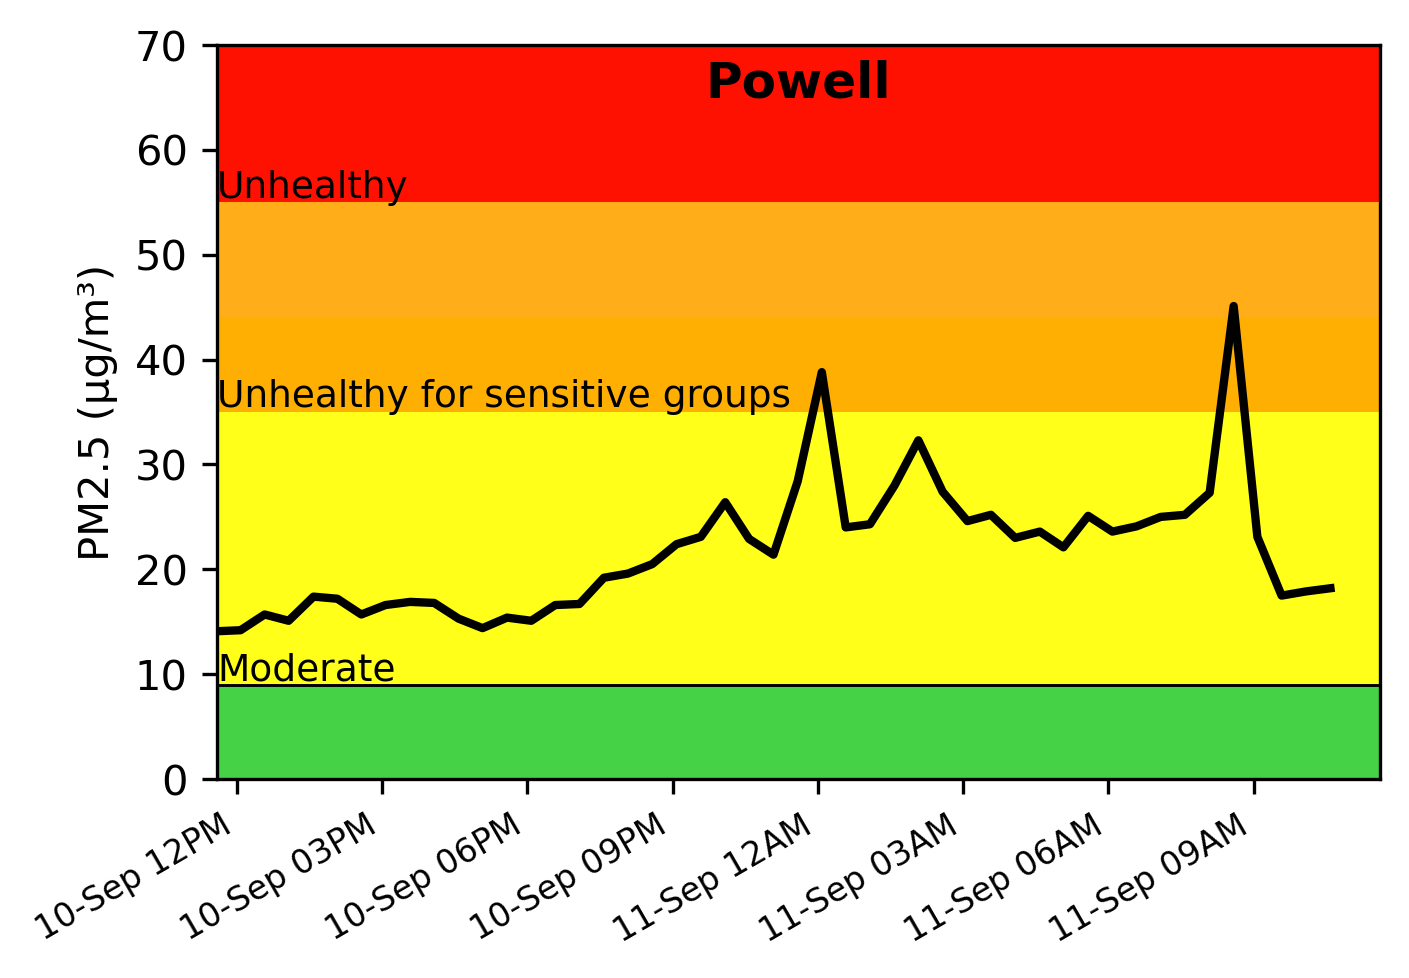 Powell
70
60
50
40
30
20
10
0
PM2.5 (µg/m³)
Unhealthy
Unhealthy for sensitive groups
Moderate
10-Sep 12PM
10-Sep 03PM
10-Sep 06PM
10-Sep 09PM
11-Sep 12AM
11-Sep 03AM
11-Sep 06AM
11-Sep 09AM